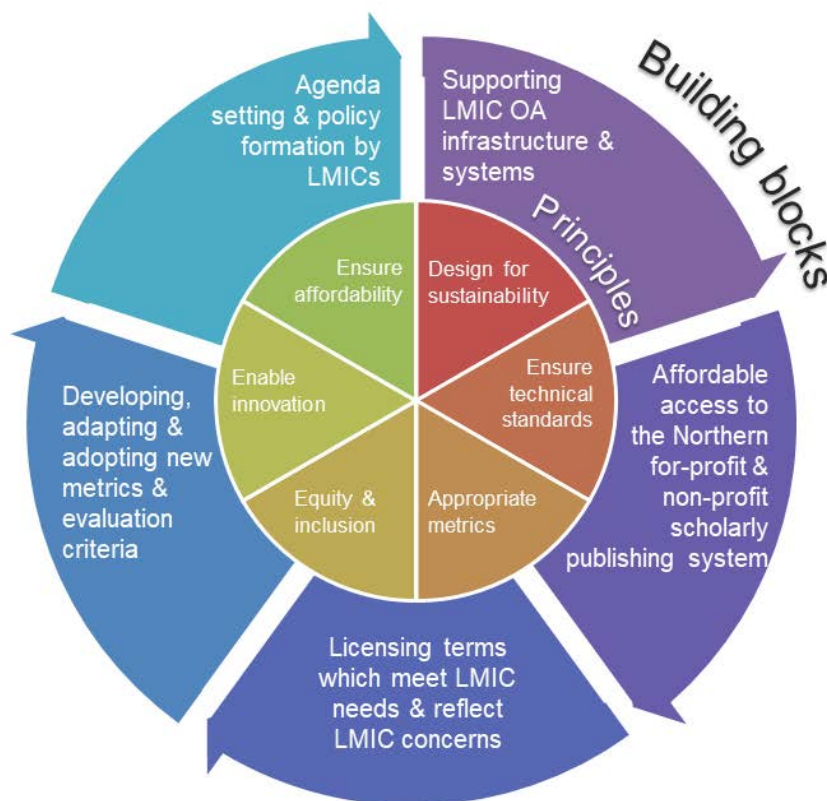 Building blocks
Principles
Supporting
LMIC OA
infrastructure &
systems
Affordable
access to
the Northern
for-profit &
non-profit
scholarly
publishing system
Licensing terms
which meet LMIC
needs & reflect
LMIC concerns
Developing,
adapting &
adopting new
metrics &
evaluation
criteria
Agenda
setting & policy
formation by
LMICs
Design for
sustainability
Ensure
technical
standards
Appropriate
metrics
Equity &
inclusion
Enable
innovation
Ensure
affordability